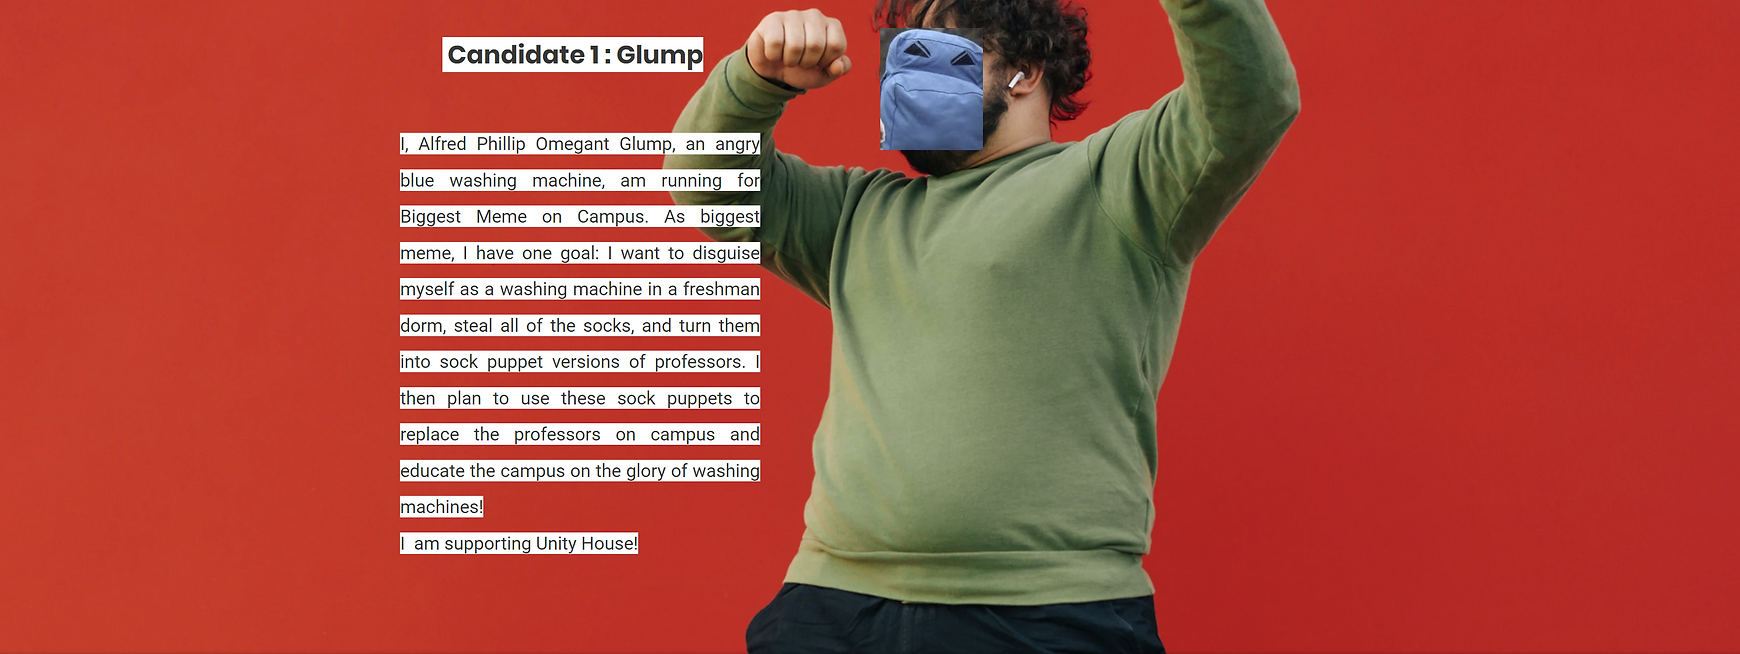 Candidate 1 : Glump
I, Alfred Phillip Omegant Glump, an angry
blue washing machine, am running for
Biggest Meme on Campus. As biggest
meme, I have one goal: I want to disguise
myself as a washing machine in a freshman
dorm, steal all of the socks, and turn them
into sock puppet versions of professors. I
then plan to use these sock puppets to
replace the professors on campus and
educate the campus on the glory of washing
machines!
I  am supporting Unity House!